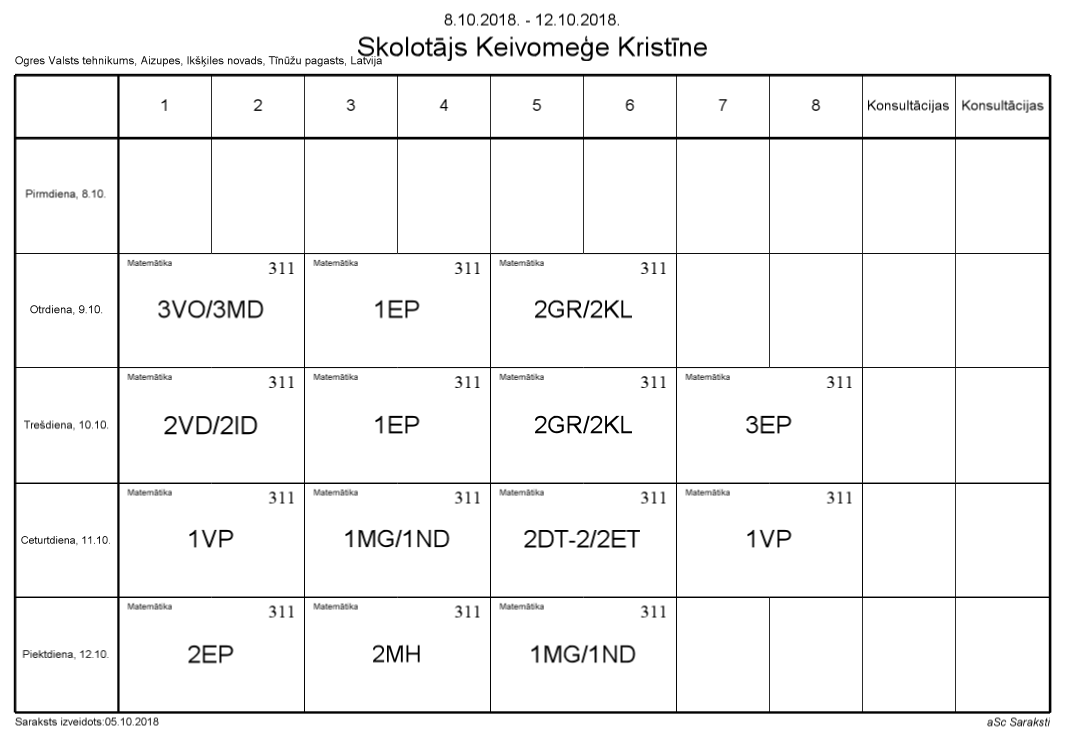 8.10.2018. - 12.10.2018.
Skolotājs Keivomeģe Kristīne
Ogres Valsts tehnikums, Aizupes, Ikšķiles novads, Tīnūžu pagasts, Latvija
1 2 3 4 5 6 7 8 Konsultācijas Konsultācijas
Pirmdiena, 8.10.
Matemātika 311 Matemātika 311 Matemātika 311
Otrdiena, 9.10. 3VO/3MD 1EP 2GR/2KL
Matemātika 311 Matemātika 311 Matemātika 311 Matemātika 311
Trešdiena, 10.10. 2VD/2ID 1EP 2GR/2KL 3EP
Matemātika 311 Matemātika 311 Matemātika 311 Matemātika 311
Ceturtdiena, 11.10. 1VP 1MG/1ND 2DT-2/2ET 1VP
Matemātika 311 Matemātika 311 Matemātika 311
Piektdiena, 12.10. 2EP 2MH 1MG/1ND
Saraksts izveidots:05.10.2018 aSc Saraksti